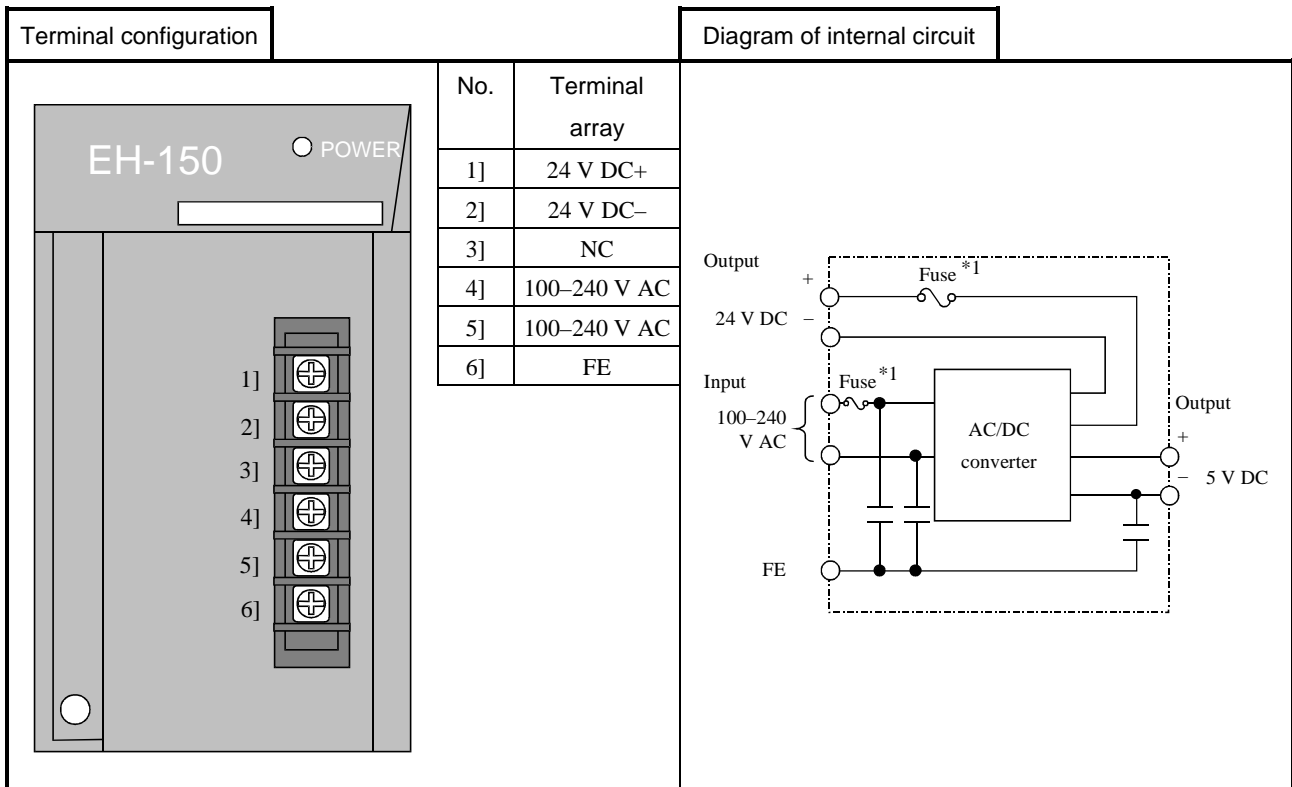 Terminal configuration
Diagram of internal circuit
EH-150
POWER
1]
2]
3]
4]
5]
6]
No. Terminal array
1] 24 V DC+
2] 24 V DC–
3] NC
4] 100–240 V AC
5] 100–240 V AC
6] FE
Output
+
Fuse *1
24 V DC –
Input
Fuse *1
100–240
V AC
AC/DC
converter
Output
+
– 5 V DC
FE